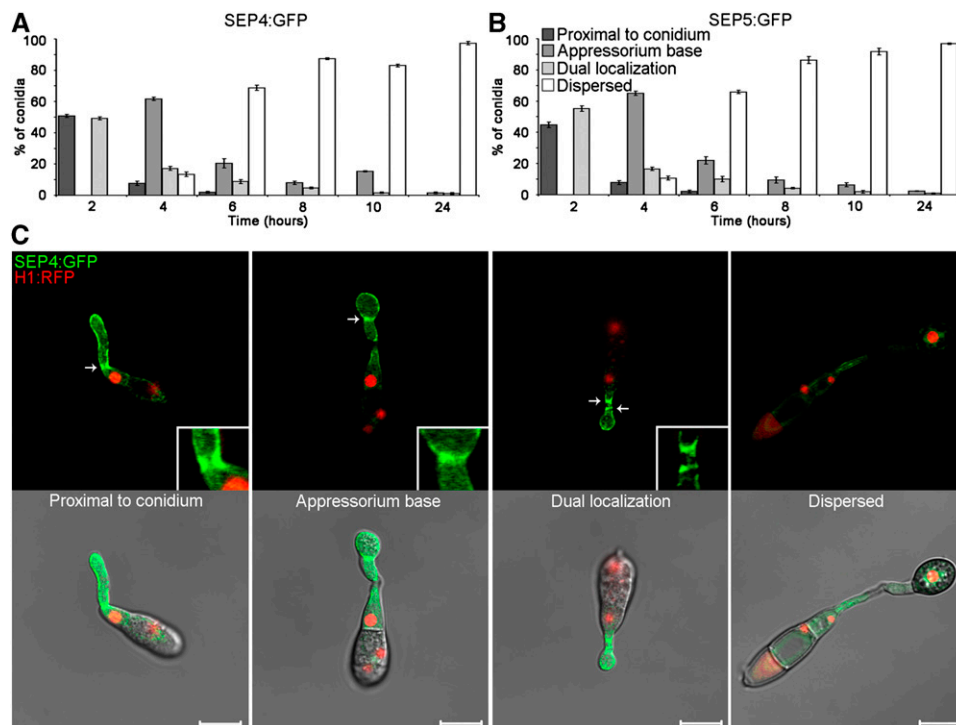 A
SEP4:GFP
% of conidia
100
80
60
40
20
0
2 4 6 8 10 24
Time (hours)
B
SEP5:GFP
Proximal to conidium
Appressorium base
Dual localization
Dispersed
% of conidia
100
80
60
40
20
0
2 4 6 8 10 24
Time (hours)
C
SEP4:GFP
H1:RFP
Proximal to conidium
Appressorium base
Dual localization
Dispersed